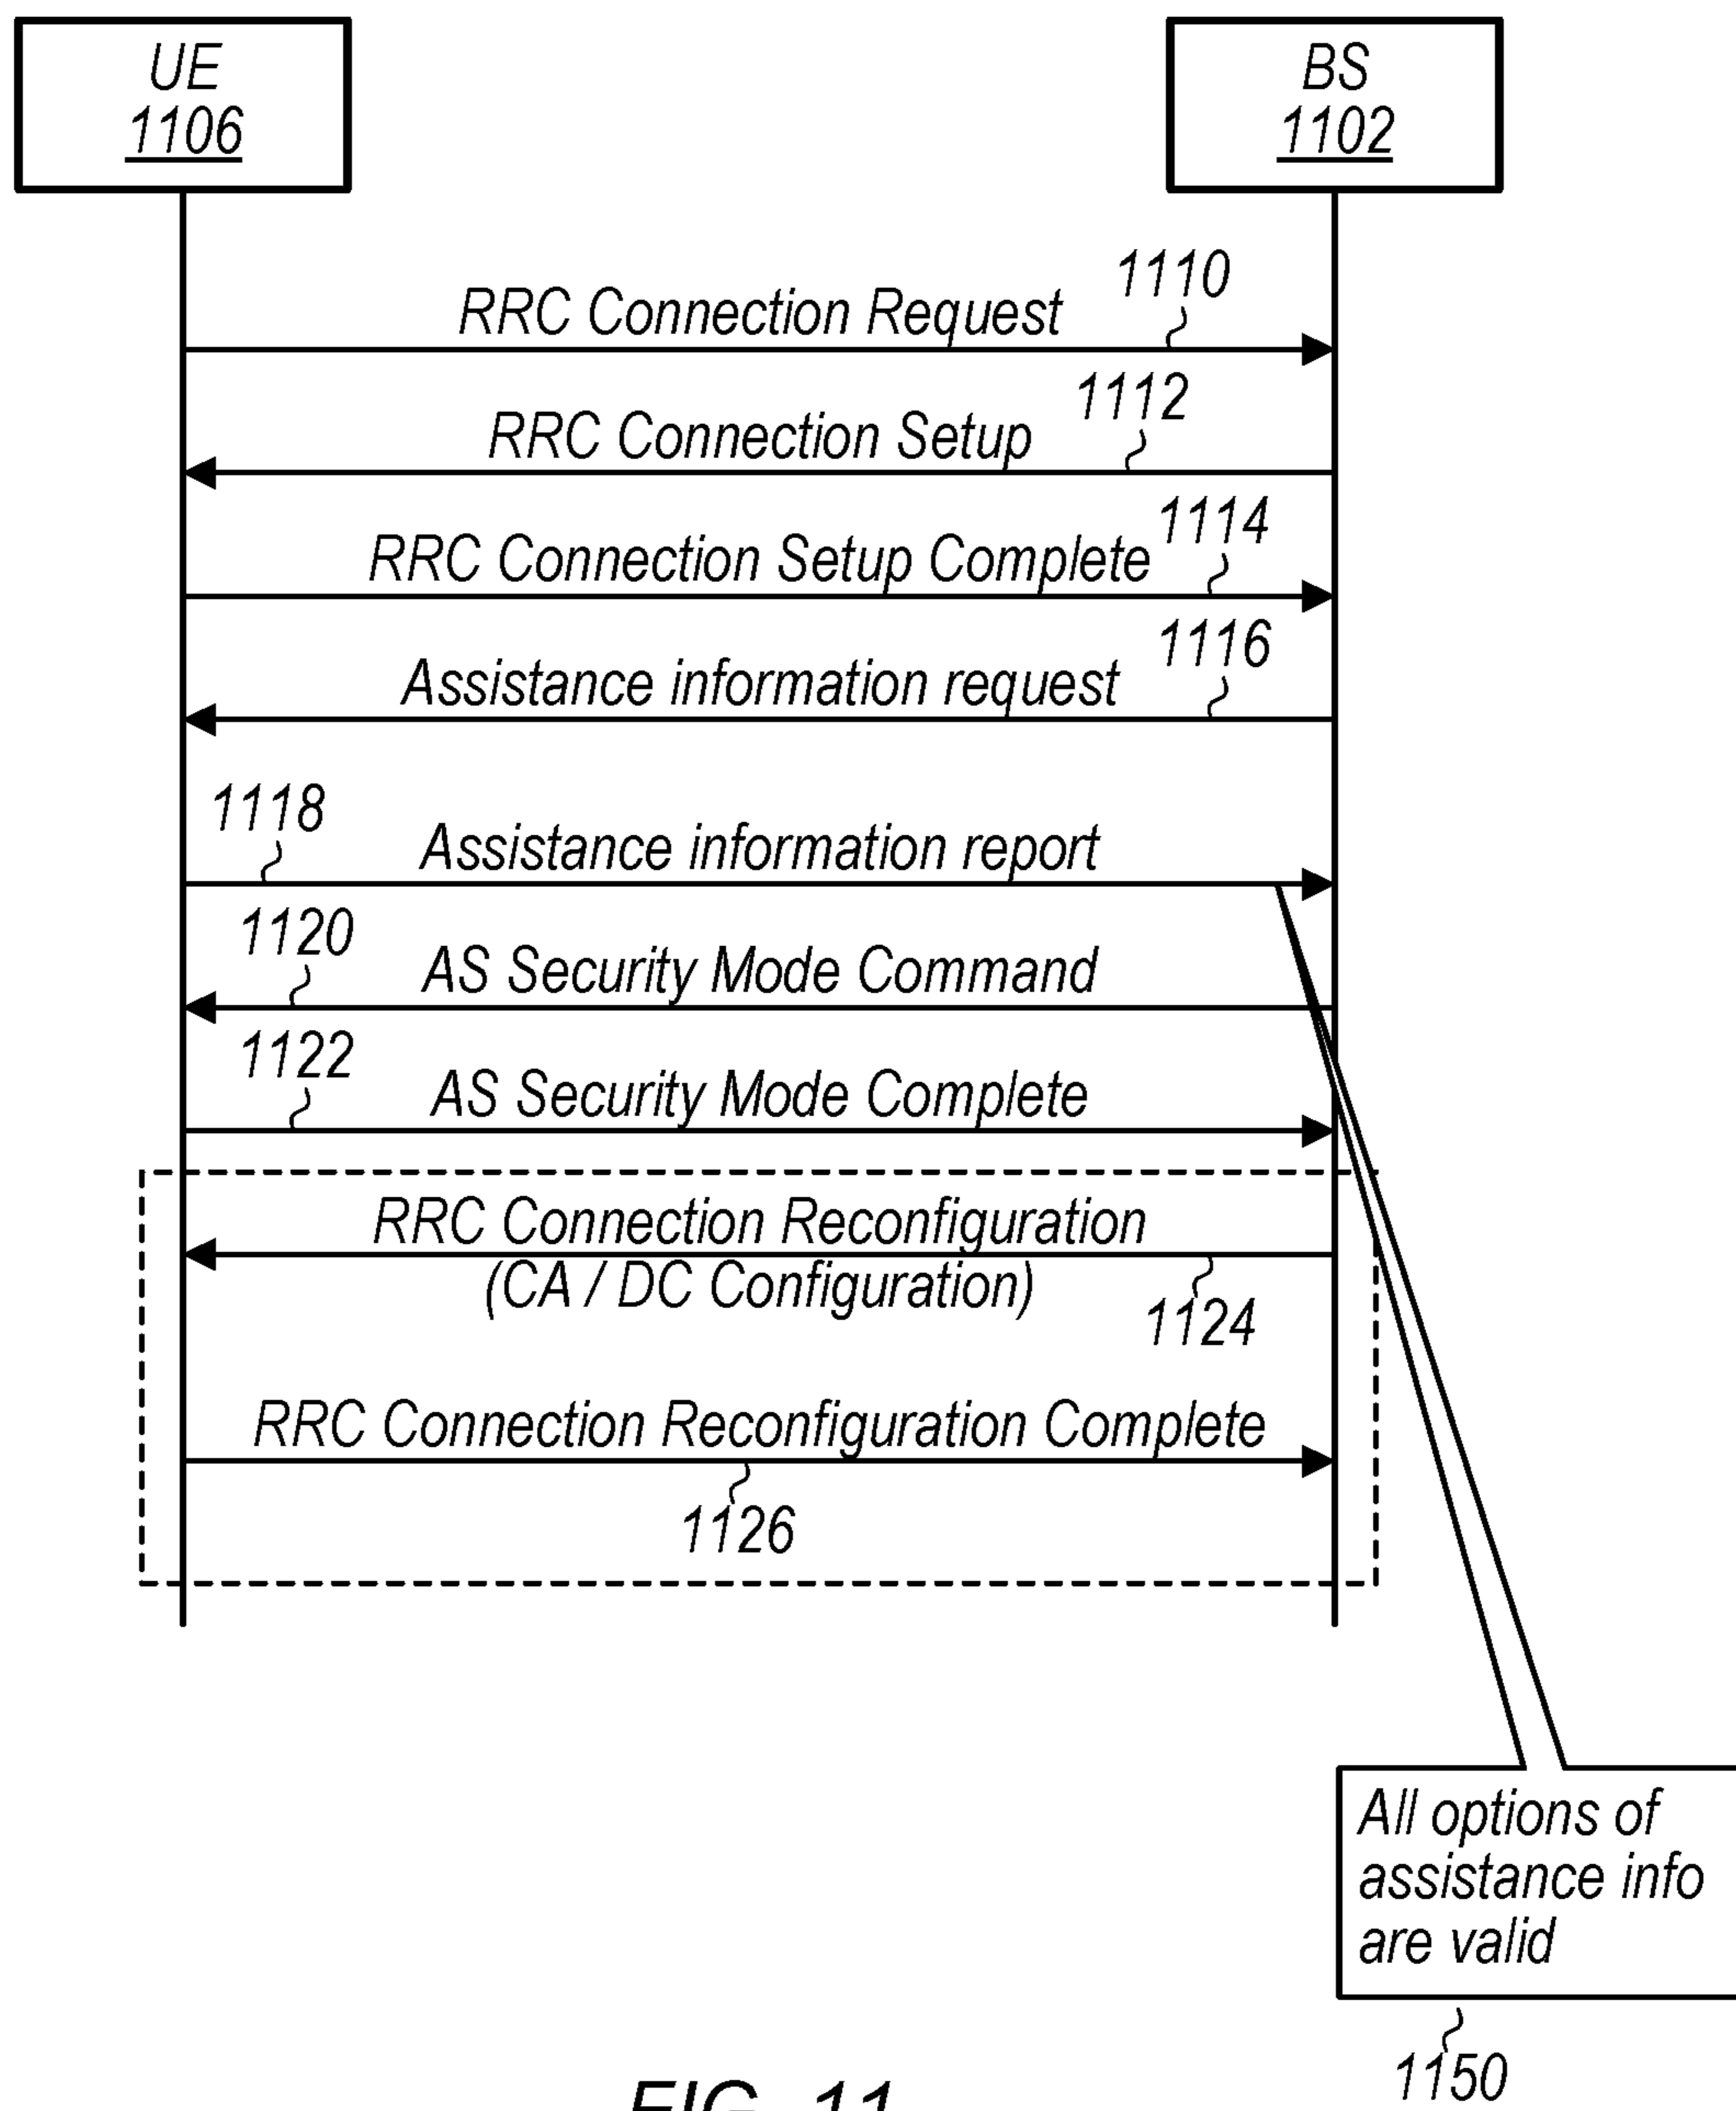 UE
1106
BS
1102
1110
RRC Connection Request
1112
RRC Connection Setup
1114
RRC Connection Setup Complete
1116
Assistance information request
1118
Assistance information report
1120
AS Security Mode Command
1122
AS Security Mode Complete
RRC Connection Reconfiguration
(CA / DC Configuration)
1124
RRC Connection Reconfiguration Complete
1126
All options of
assistance info
are valid
1150
FIG. 11